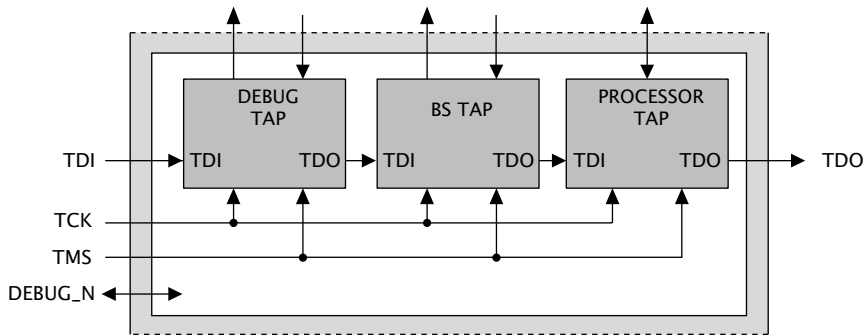 DEBUG
TAP
BS TAP
PROCESSOR
TAP
TDI
TDI
TDO
TDI
TDO
TDI
TDO
TDO
TCK
TMS
DEBUG_N